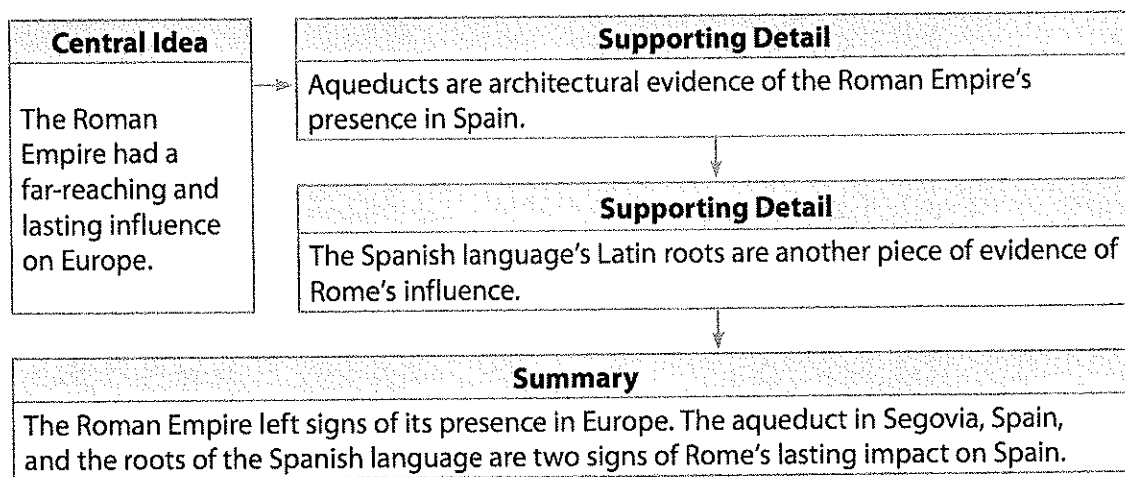 Central Idea
The Roman
Empire had a
far-reaching and
lasting influence
on Europe.
Supporting Detail
Aqueducts are architectural evidence of the Roman Empire's
presence in Spain.
Supporting Detail
The Spanish language's Latin roots are another piece of evidence of
Rome's influence.
Summary
The Roman Empire left signs of its presence in Europe. The aqueduct in Segovia, Spain,
and the roots of the Spanish language are two signs of Rome's lasting impact on Spain.